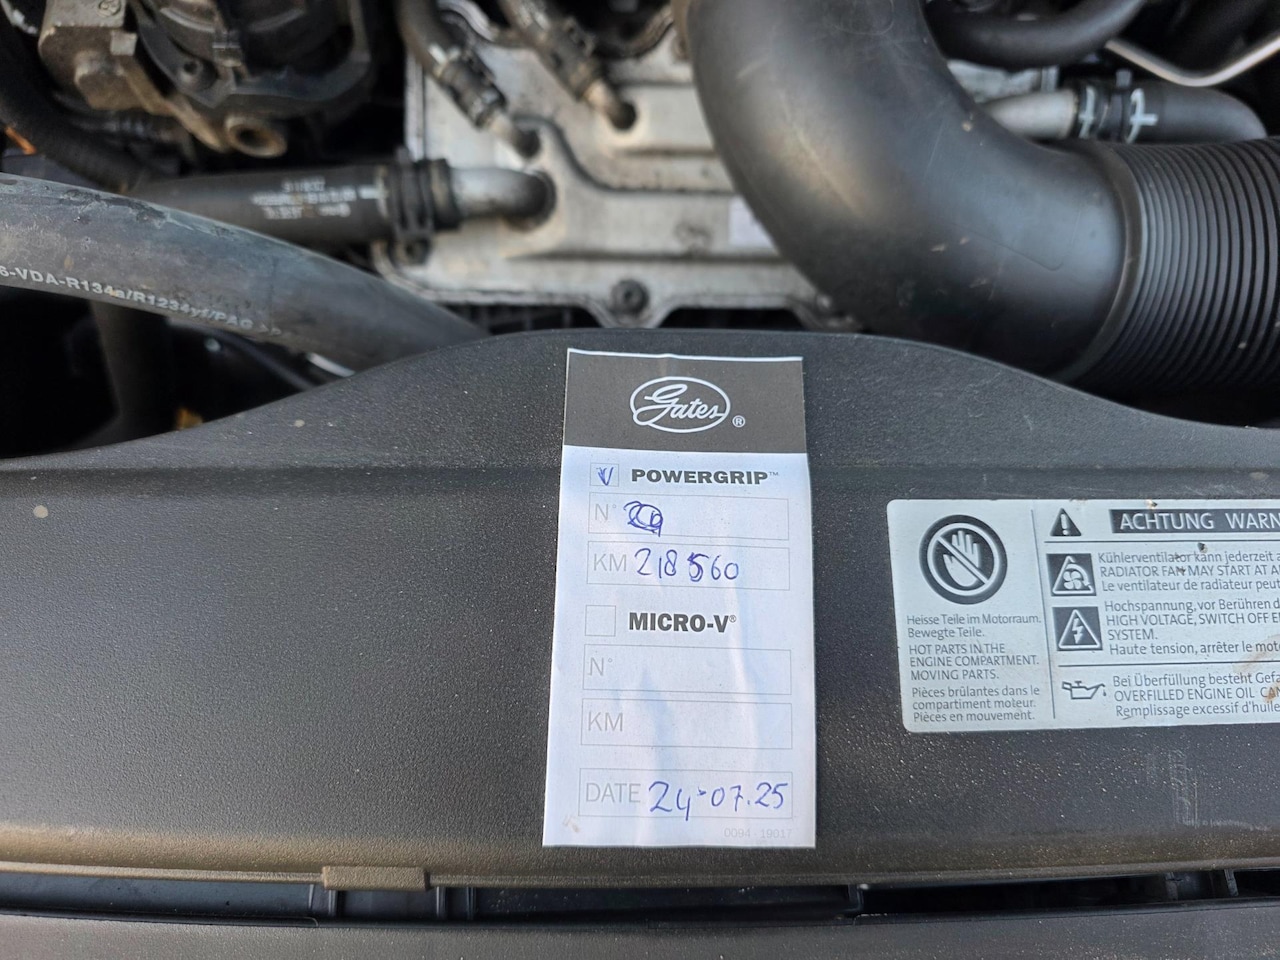 6-VDA-R134a/R1234yf/PAG >>
Gates®
V POWERGRIP™
N°
KM 218560
MICRO-V®
N°
KM
DATE 24-07.25
0094 - 19017
ACHTUNG WARN
Kühlerventilator kann jederzeit a
RADIATOR FAN MAY START AT A
Le ventilateur de radiateur peut
Hochspannung, vor Berühren d
HIGH VOLTAGE, SWITCH OFF E
SYSTEM.
Haute tension, arrêter le mot
Bei Überfüllung besteht Gefa
OVERFILLED ENGINE OIL CAN
Remplissage excessif d'huile
Heisse Teile im Motorraum.
Bewegte Teile.
HOT PARTS IN THE
ENGINE COMPARTMENT.
MOVING PARTS.
Pièces brûlantes dans le
compartiment moteur.
Pièces en mouvement.